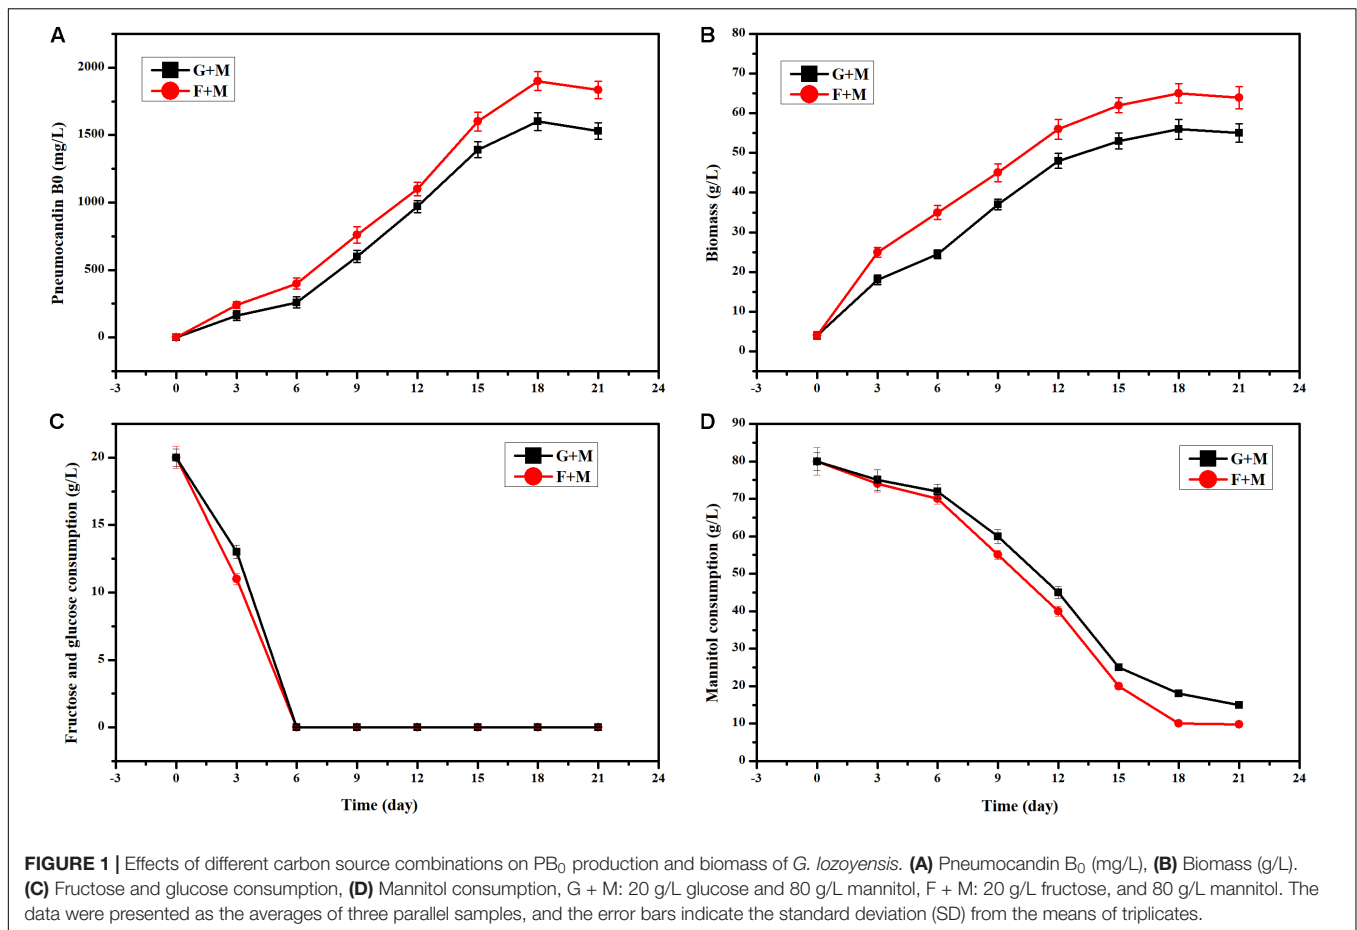 A
G+M
F+M
Pneumocandin B0 (mg/L)
2000
1500
1000
500
0
-3 0 3 6 9 12 15 18 21 24
B
G+M
F+M
Biomass (g/L)
80
70
60
50
40
30
20
10
0
-3 0 3 6 9 12 15 18 21 24
C
G+M
F+M
Fructose and glucose consumption (g/L)
20
15
10
5
0
-3 0 3 6 9 12 15 18 21 24
Time (day)
D
G+M
F+M
Mannitol consumption (g/L)
90
80
70
60
50
40
30
20
10
0
-3 0 3 6 9 12 15 18 21 24
Time (day)
FIGURE 1 | Effects of different carbon source combinations on PB₀ production and biomass of G. lozoyensis. (A) Pneumocandin B₀ (mg/L), (B) Biomass (g/L).
(C) Fructose and glucose consumption, (D) Mannitol consumption, G + M: 20 g/L glucose and 80 g/L mannitol, F + M: 20 g/L fructose, and 80 g/L mannitol. The
data were presented as the averages of three parallel samples, and the error bars indicate the standard deviation (SD) from the means of triplicates.